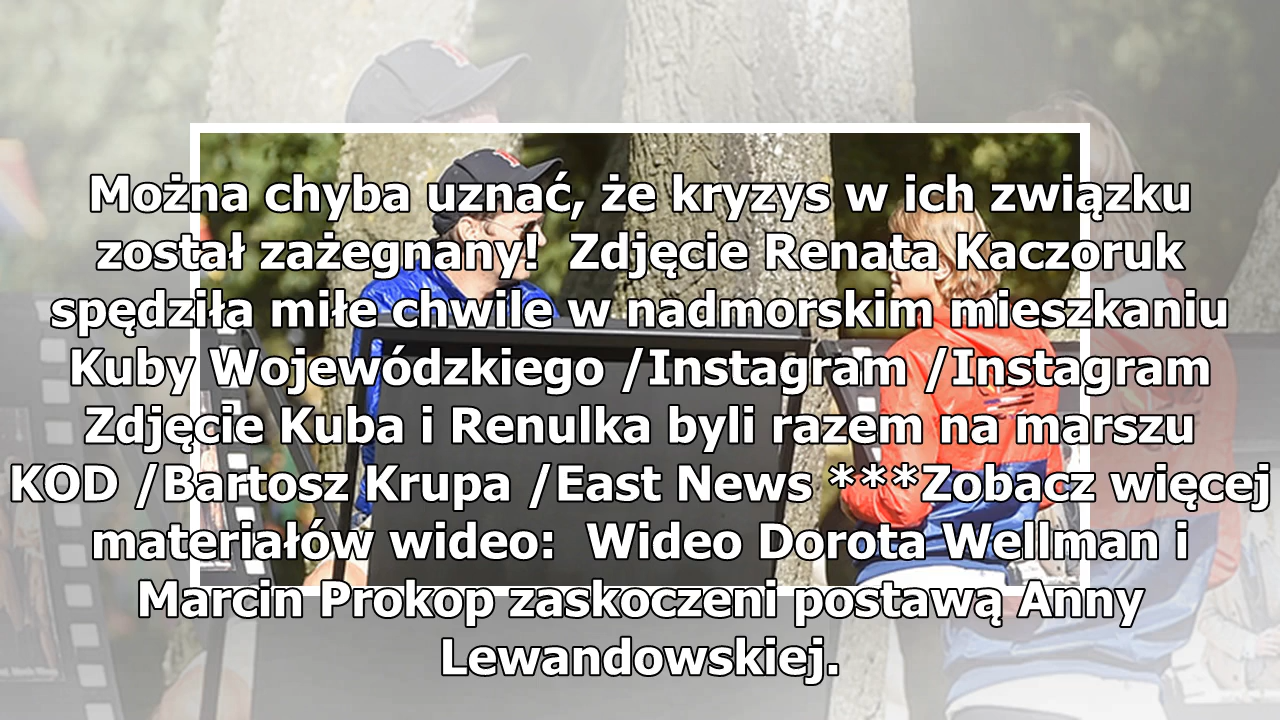 Można chyba uznać, że kryzys w ich związku
został zażegnany!  Zdjęcie Renata Kaczoruk
spędziła miłe chwile w nadmorskim mieszkaniu
Kuby Wojewódzkiego /Instagram /Instagram
Zdjęcie Kuba i Renulka byli razem na marszu
KOD /Bartosz Krupa /East News ***Zobacz więcej
materiałów wideo:  Wideo Dorota Wellman i
Marcin Prokop zaskoczeni postawą Anny
Lewandowskiej.